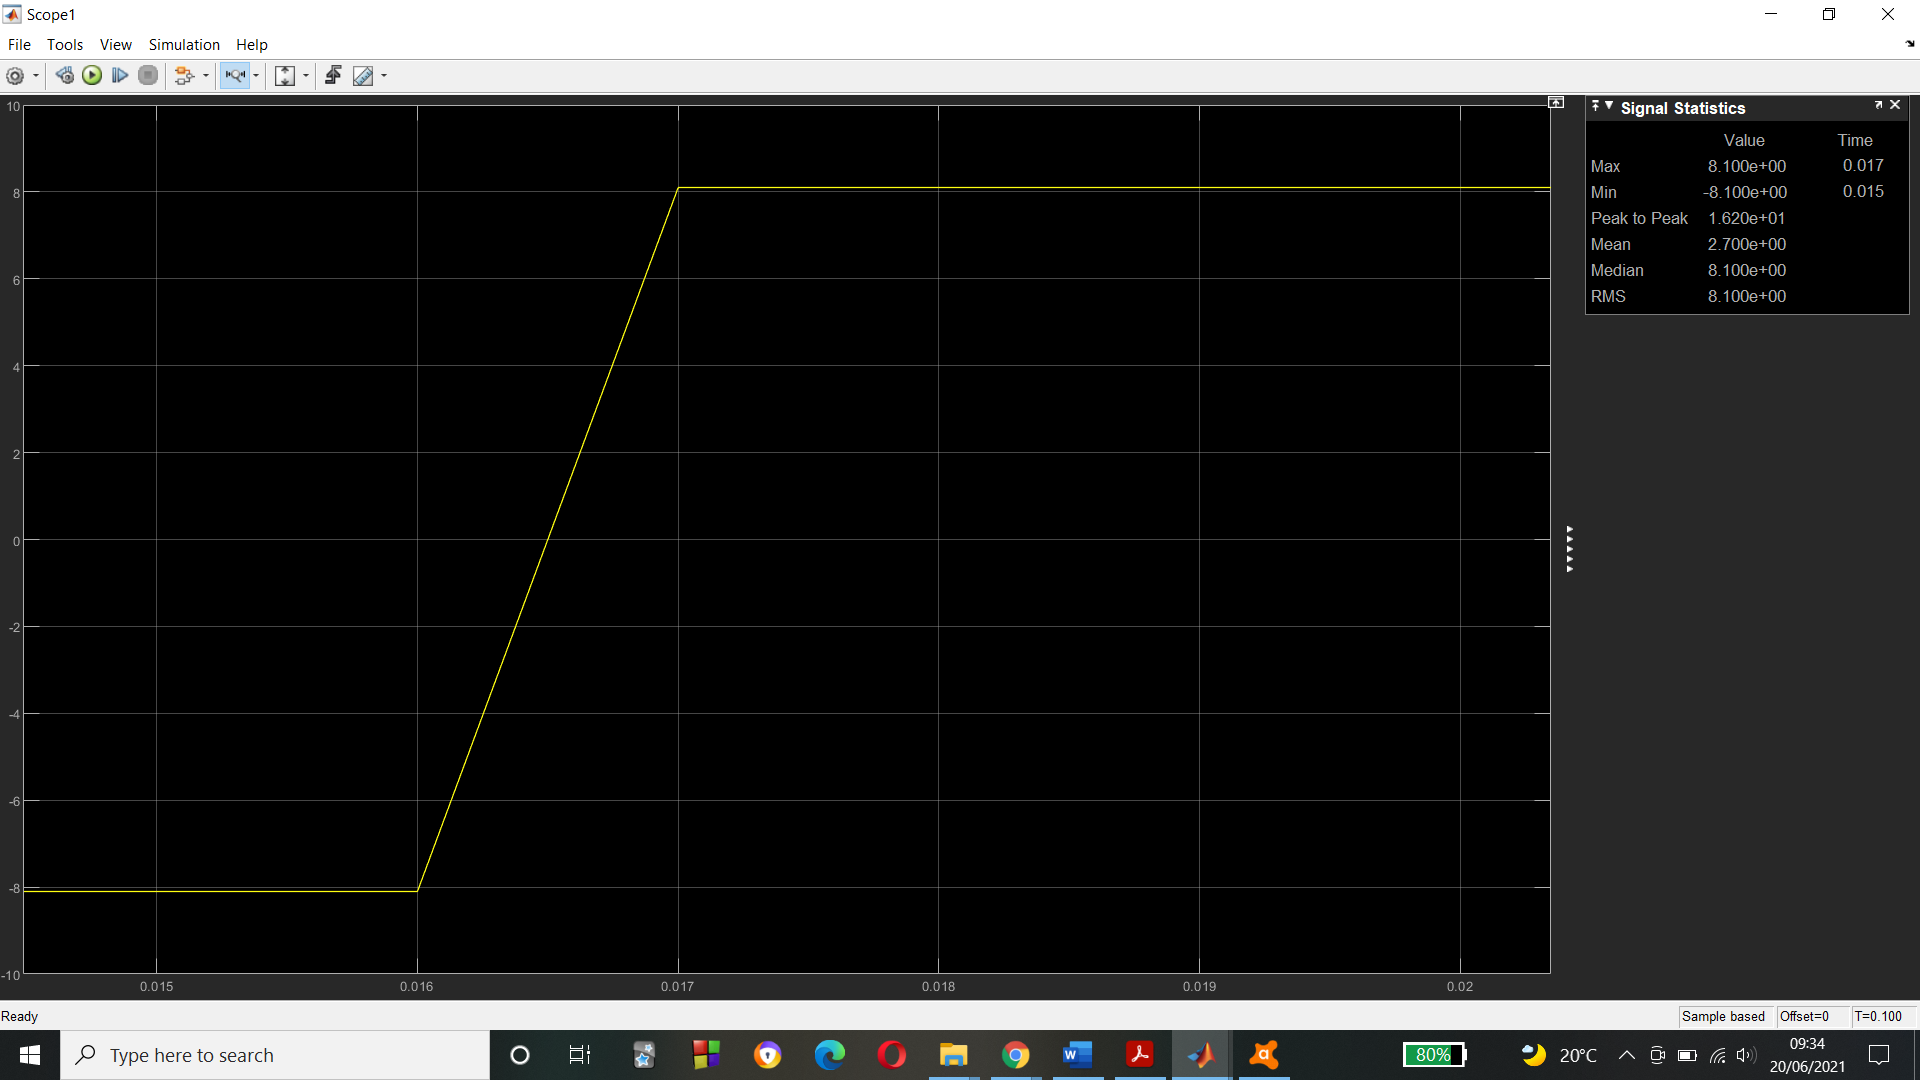 Scope1
File Tools View Simulation Help
10
8
6
4
2
0
-2
-4
-6
-8
-10
0.015 0.016 0.017 0.018 0.019 0.02
Signal Statistics
Value Time
Max 8.100e+00 0.017
Min -8.100e+00 0.015
Peak to Peak 1.620e+01
Mean 2.700e+00
Median 8.100e+00
RMS 8.100e+00
Ready
Sample based Offset=0 T=0.100
Type here to search
80%
20°C
09:34
20/06/2021